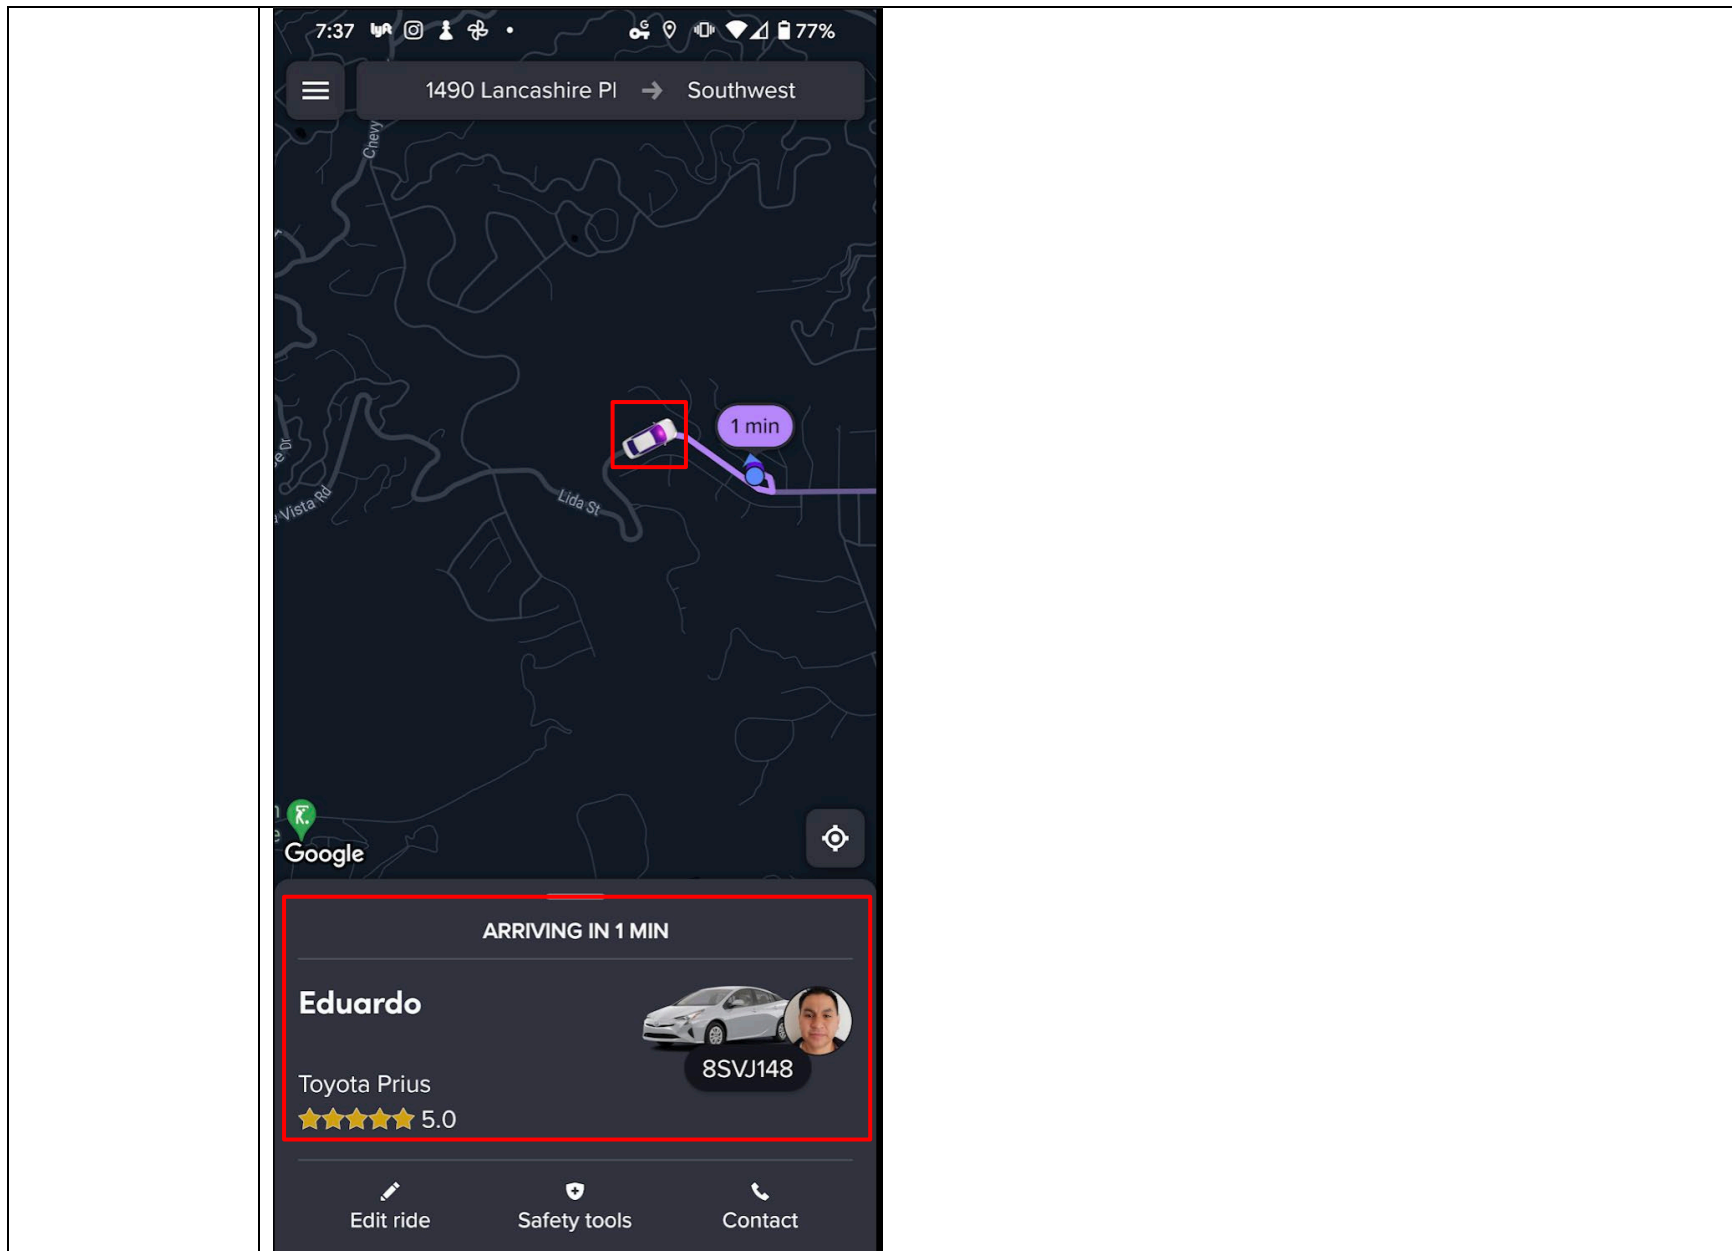 7:37 lyft 77%
1490 Lancashire Pl → Southwest
Chevy
1 min
Lida St
Vista Rd
Google
ARRIVING IN 1 MIN
Eduardo
8SVJ148
Toyota Prius
5.0
Edit ride Safety tools Contact